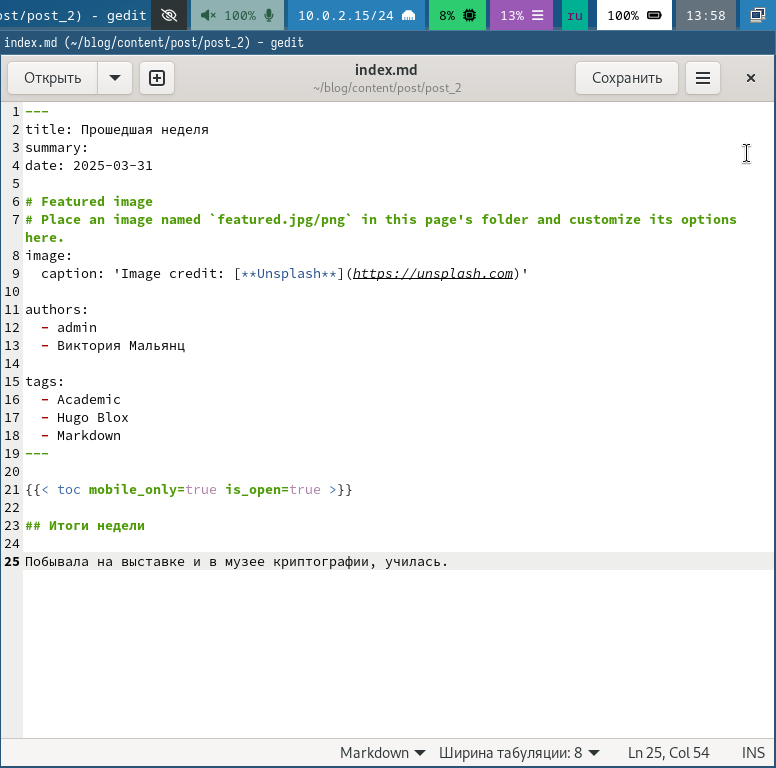 ost/post_2) - gedit 100% 10.0.2.15/24 8% 13% ru 100% 13:58
index.md (~/blog/content/post/post_2) - gedit
Открыть index.md Сохранить
~/blog/content/post/post_2
1 ---
2 title: Прошедшая неделя
3 summary:
4 date: 2025-03-31
5
6 # Featured image
7 # Place an image named `featured.jpg/png` in this page's folder and customize its options
here.
8 image:
9   caption: 'Image credit: [**Unsplash**](https://unsplash.com)'
10
11 authors:
12   - admin
13   - Виктория Мальянц
14
15 tags:
16   - Academic
17   - Hugo Blox
18   - Markdown
19 ---
20
21 {{< toc mobile_only=true is_open=true >}}
22
23 ## Итоги недели
24
25 Побывала на выставке и в музее криптографии, училась.
Markdown Ширина табуляции: 8 Ln 25, Col 54 INS